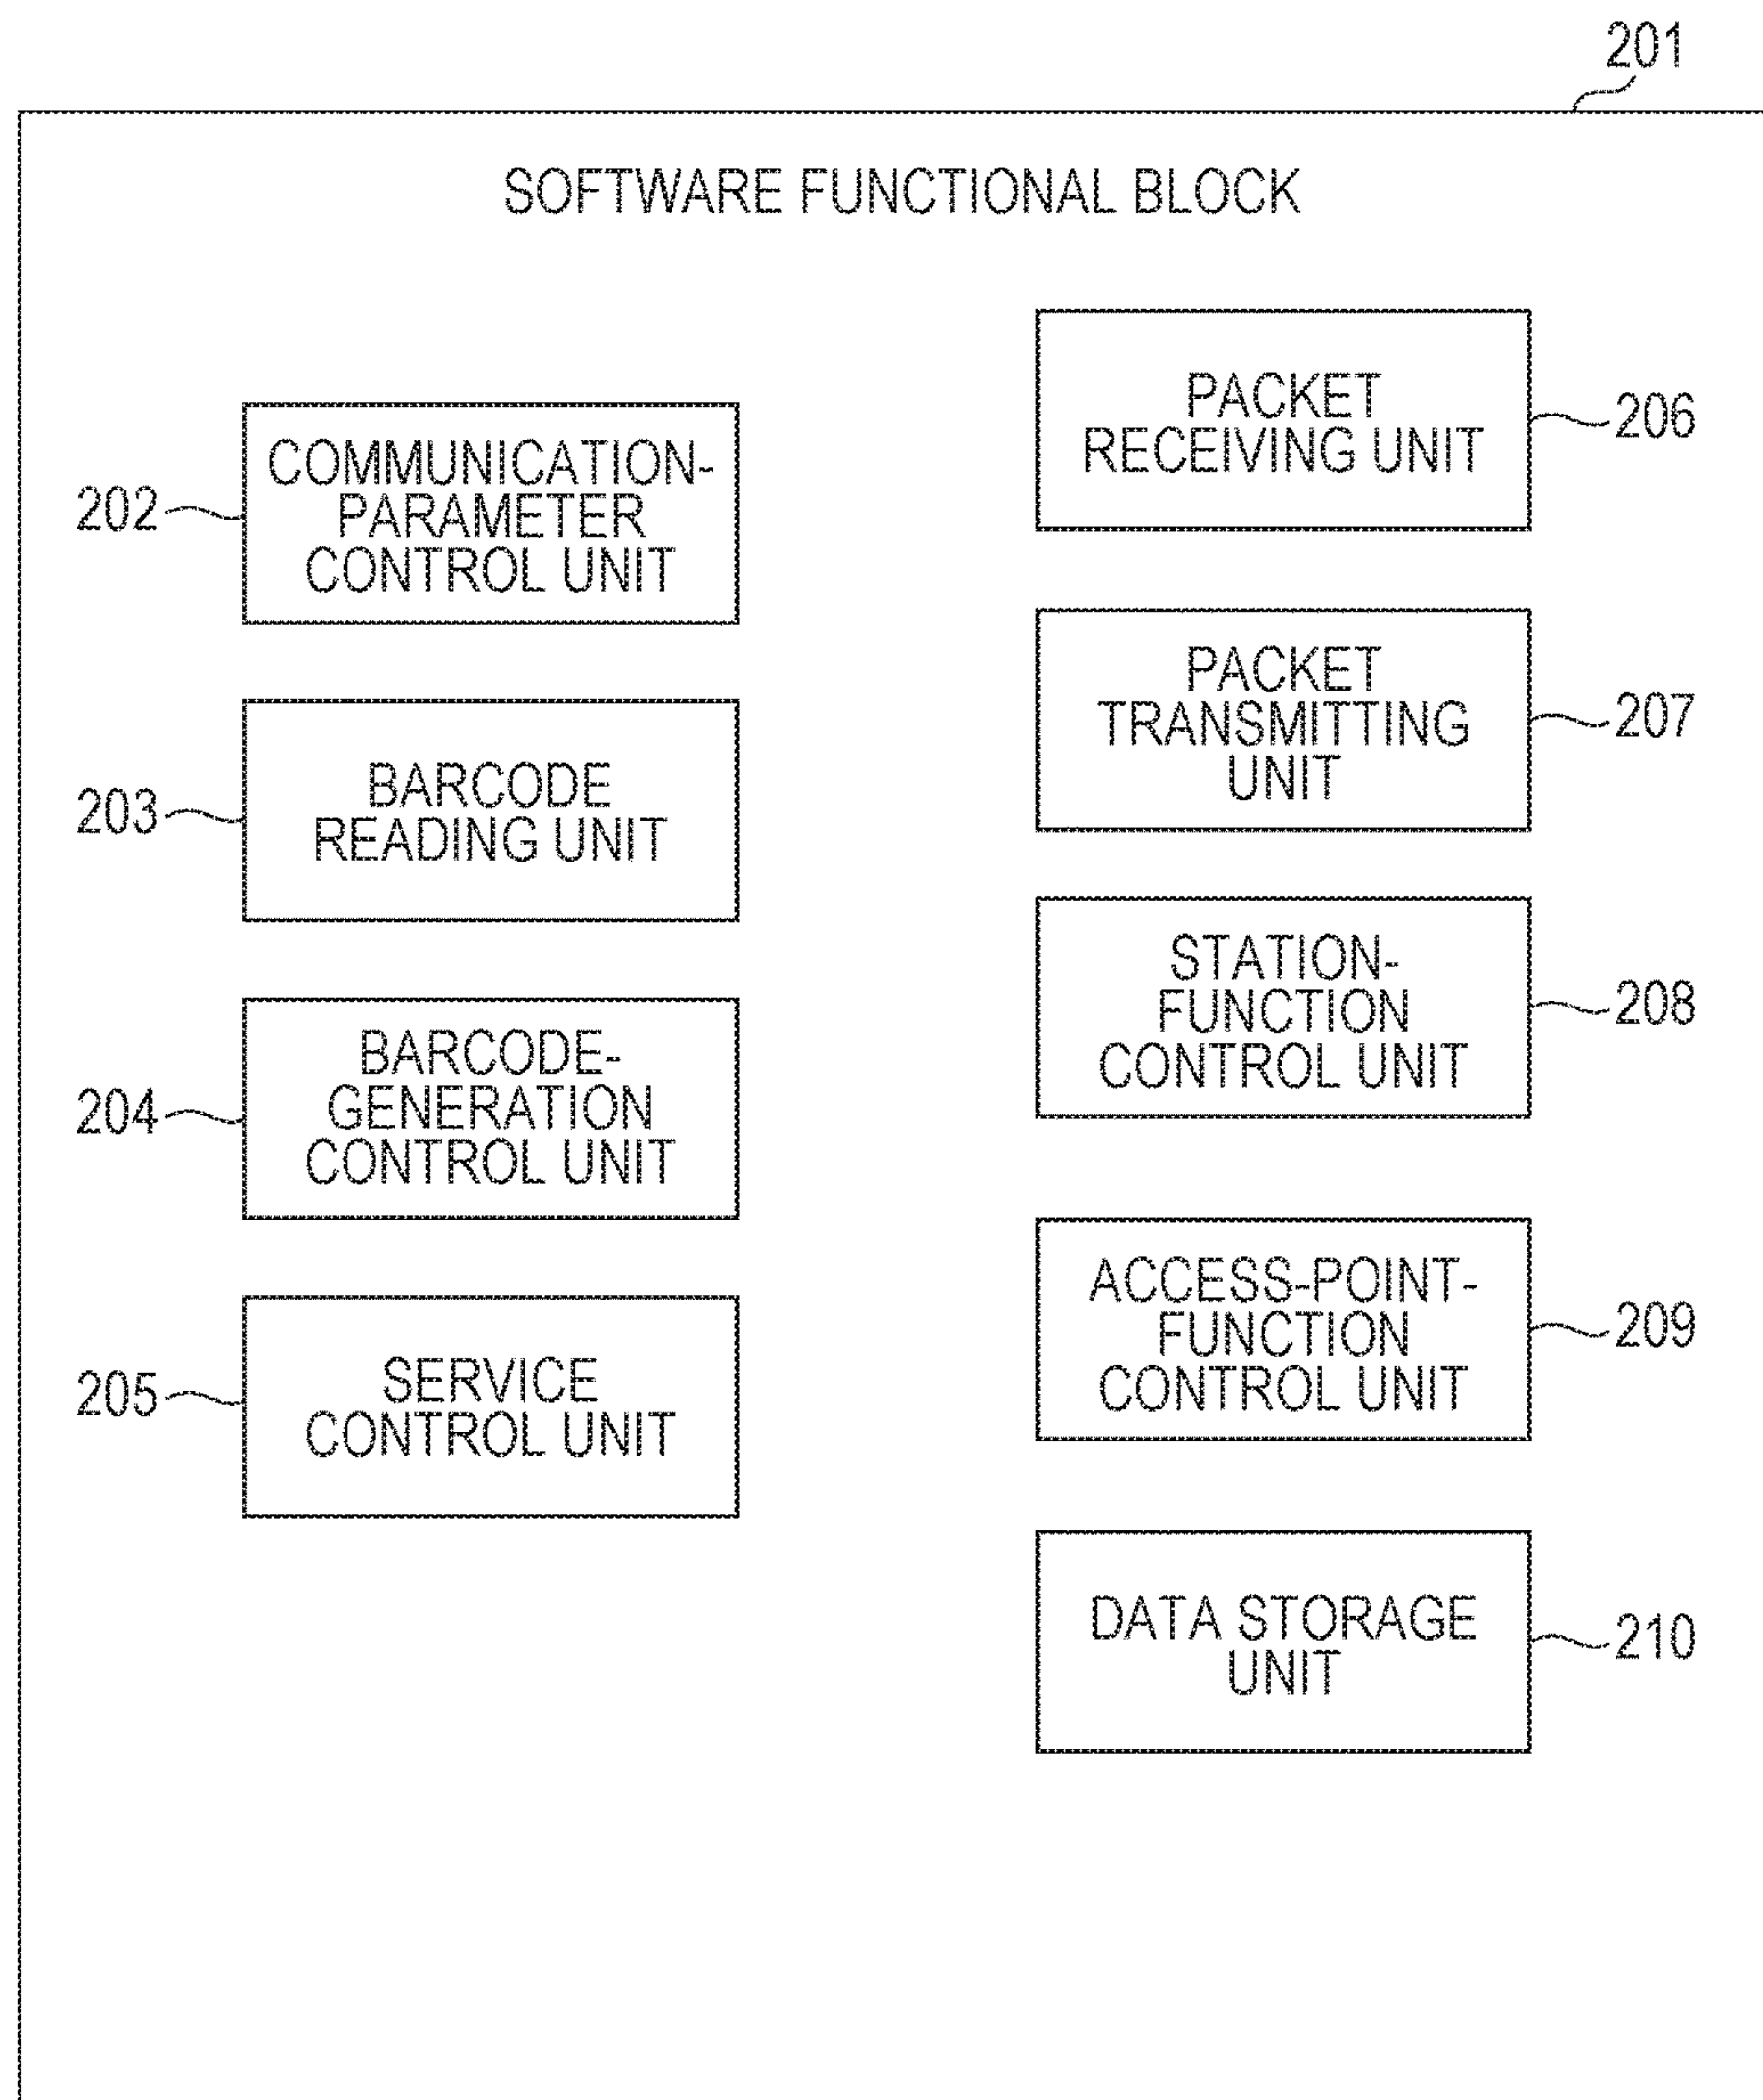 201
SOFTWARE FUNCTIONAL BLOCK
202
COMMUNICATION-
PARAMETER
CONTROL UNIT
203
BARCODE
READING UNIT
204
BARCODE-
GENERATION
CONTROL UNIT
205
SERVICE
CONTROL UNIT
PACKET
RECEIVING UNIT
206
PACKET
TRANSMITTING
UNIT
207
STATION-
FUNCTION
CONTROL UNIT
208
ACCESS-POINT-
FUNCTION
CONTROL UNIT
209
DATA STORAGE
UNIT
210